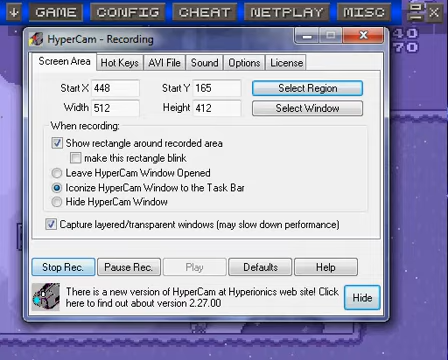 GAME CONFIG CHEAT NETPLAY MISC
40
70
HyperCam - Recording
Screen Area Hot Keys AVI File Sound Options License
Start X 448 Start Y 165 Select Region
Width 512 Height 412 Select Window
When recording:
Show rectangle around recorded area
make this rectangle blink
Leave HyperCam Window Opened
Iconize HyperCam Window to the Task Bar
Hide HyperCam Window
Capture layered/transparent windows (may slow down performance)
Stop Rec. Pause Rec. Play Defaults Help
There is a new version of HyperCam at Hyperionics web site! Click
here to find out about version 2.27.00
Hide